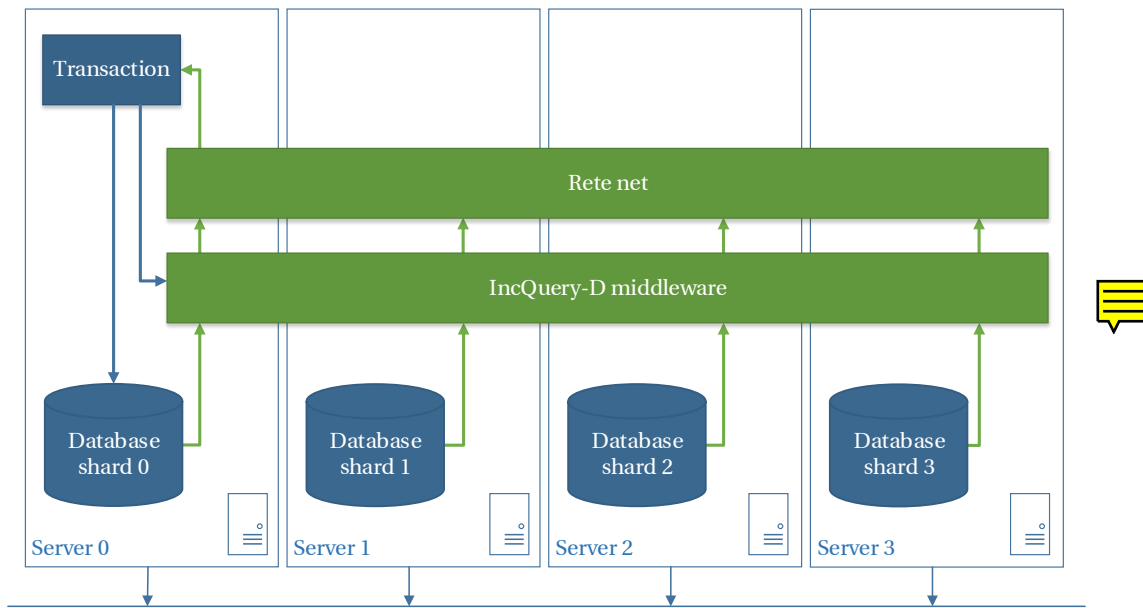 Transaction
Rete net
IncQuery-D middleware
Database
shard 0
Database
shard 1
Database
shard 2
Database
shard 3
Server 0
Server 1
Server 2
Server 3